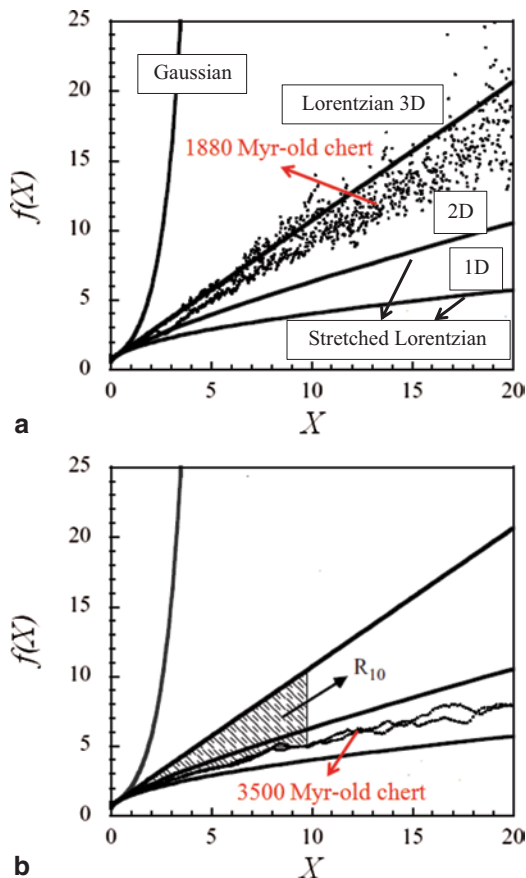 25
20
15
10
5
0
f(X)
Gaussian
Lorentzian 3D
1880 Myr-old chert
2D
1D
Stretched Lorentzian
0 5 10 15 20
X
a
25
20
15
10
5
0
f(X)
R10
3500 Myr-old chert
0 5 10 15 20
X
b